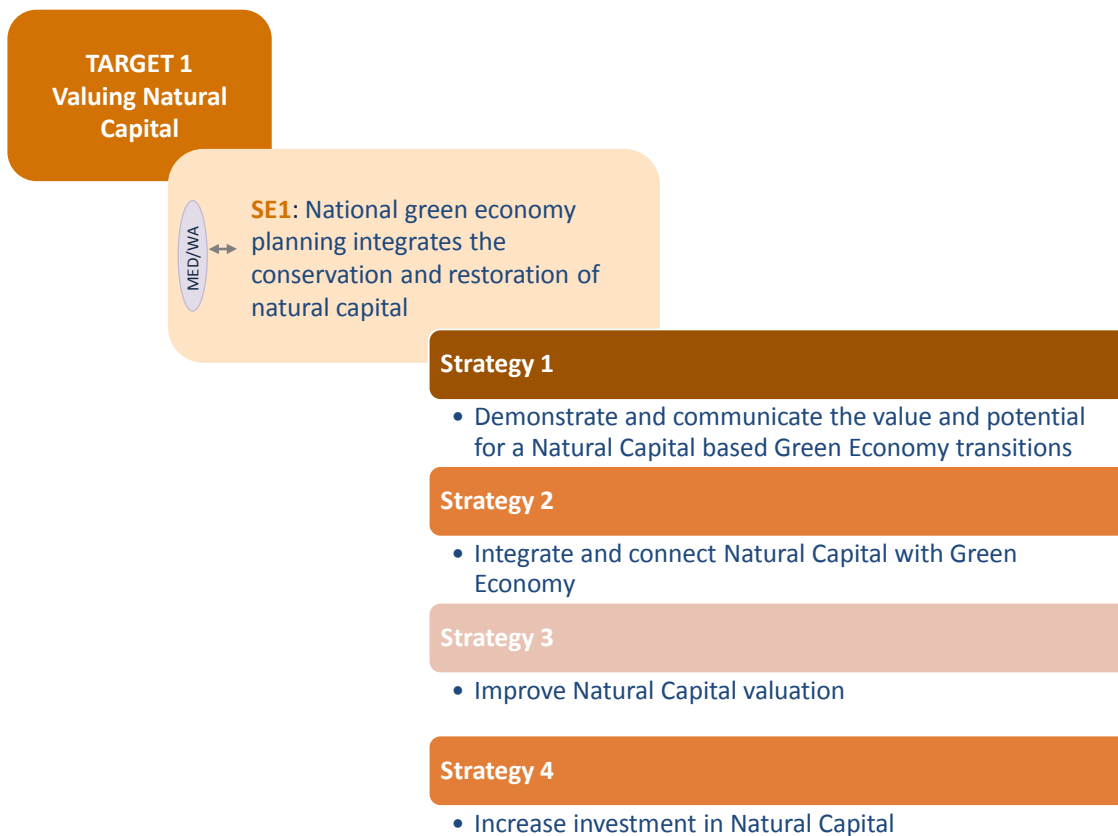 TARGET 1
Valuing Natural
Capital
MED/WA
SE1: National green economy
planning integrates the
conservation and restoration of
natural capital
Strategy 1
• Demonstrate and communicate the value and potential
for a Natural Capital based Green Economy transitions
Strategy 2
• Integrate and connect Natural Capital with Green
Economy
Strategy 3
• Improve Natural Capital valuation
Strategy 4
• Increase investment in Natural Capital